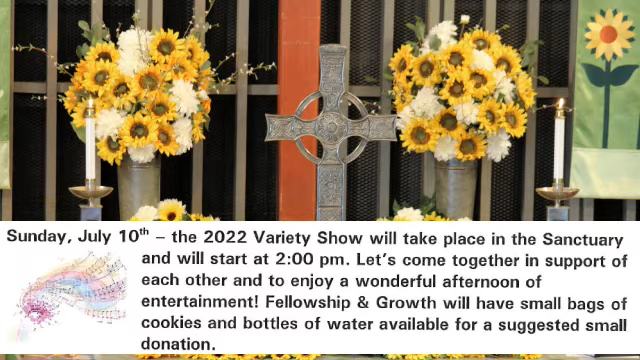 Sunday, July 10th – the 2022 Variety Show will take place in the Sanctuary
and will start at 2:00 pm. Let's come together in support of
each other and to enjoy a wonderful afternoon of
entertainment! Fellowship & Growth will have small bags of
cookies and bottles of water available for a suggested small
donation.